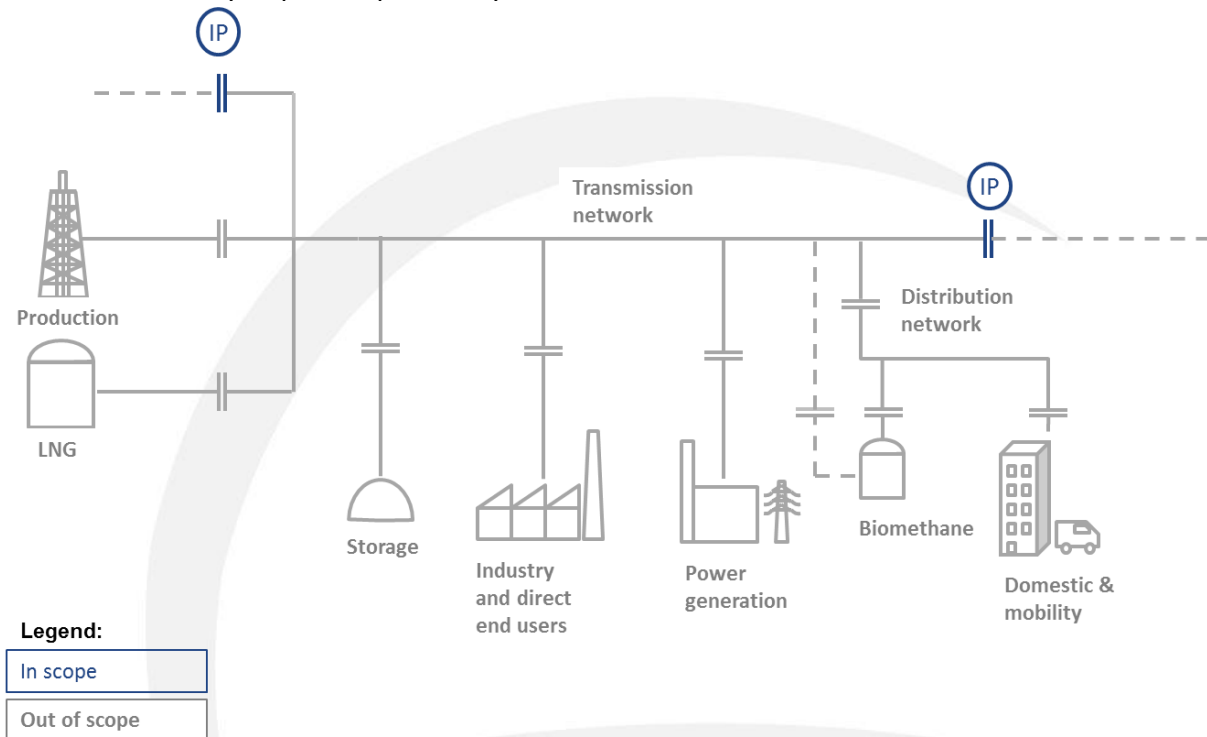 IP
Transmission
network
IP
Production
Distribution
network
LNG
Storage
Biomethane
Industry
and direct
end users
Power
generation
Domestic &
mobility
Legend:
In scope
Out of scope